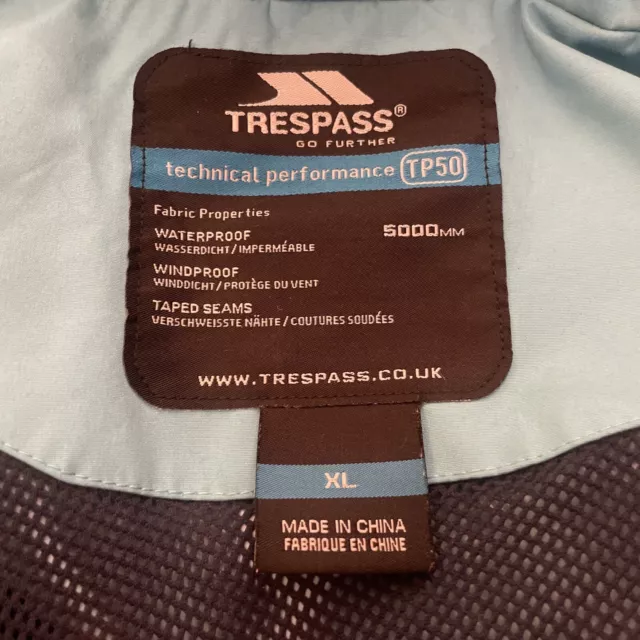 TRESPASS®
GO FURTHER
technical performance TP50
Fabric Properties
WATERPROOF 5000MM
WASSERDICHT/IMPERMÉABLE
WINDPROOF
WINDDICHT/PROTÈGE DU VENT
TAPED SEAMS
VERSCHWEISSTE NÄHTE/COUTURES SOUDÉES
WWW.TRESPASS.CO.UK
XL
MADE IN CHINA
FABRIQUE EN CHINE